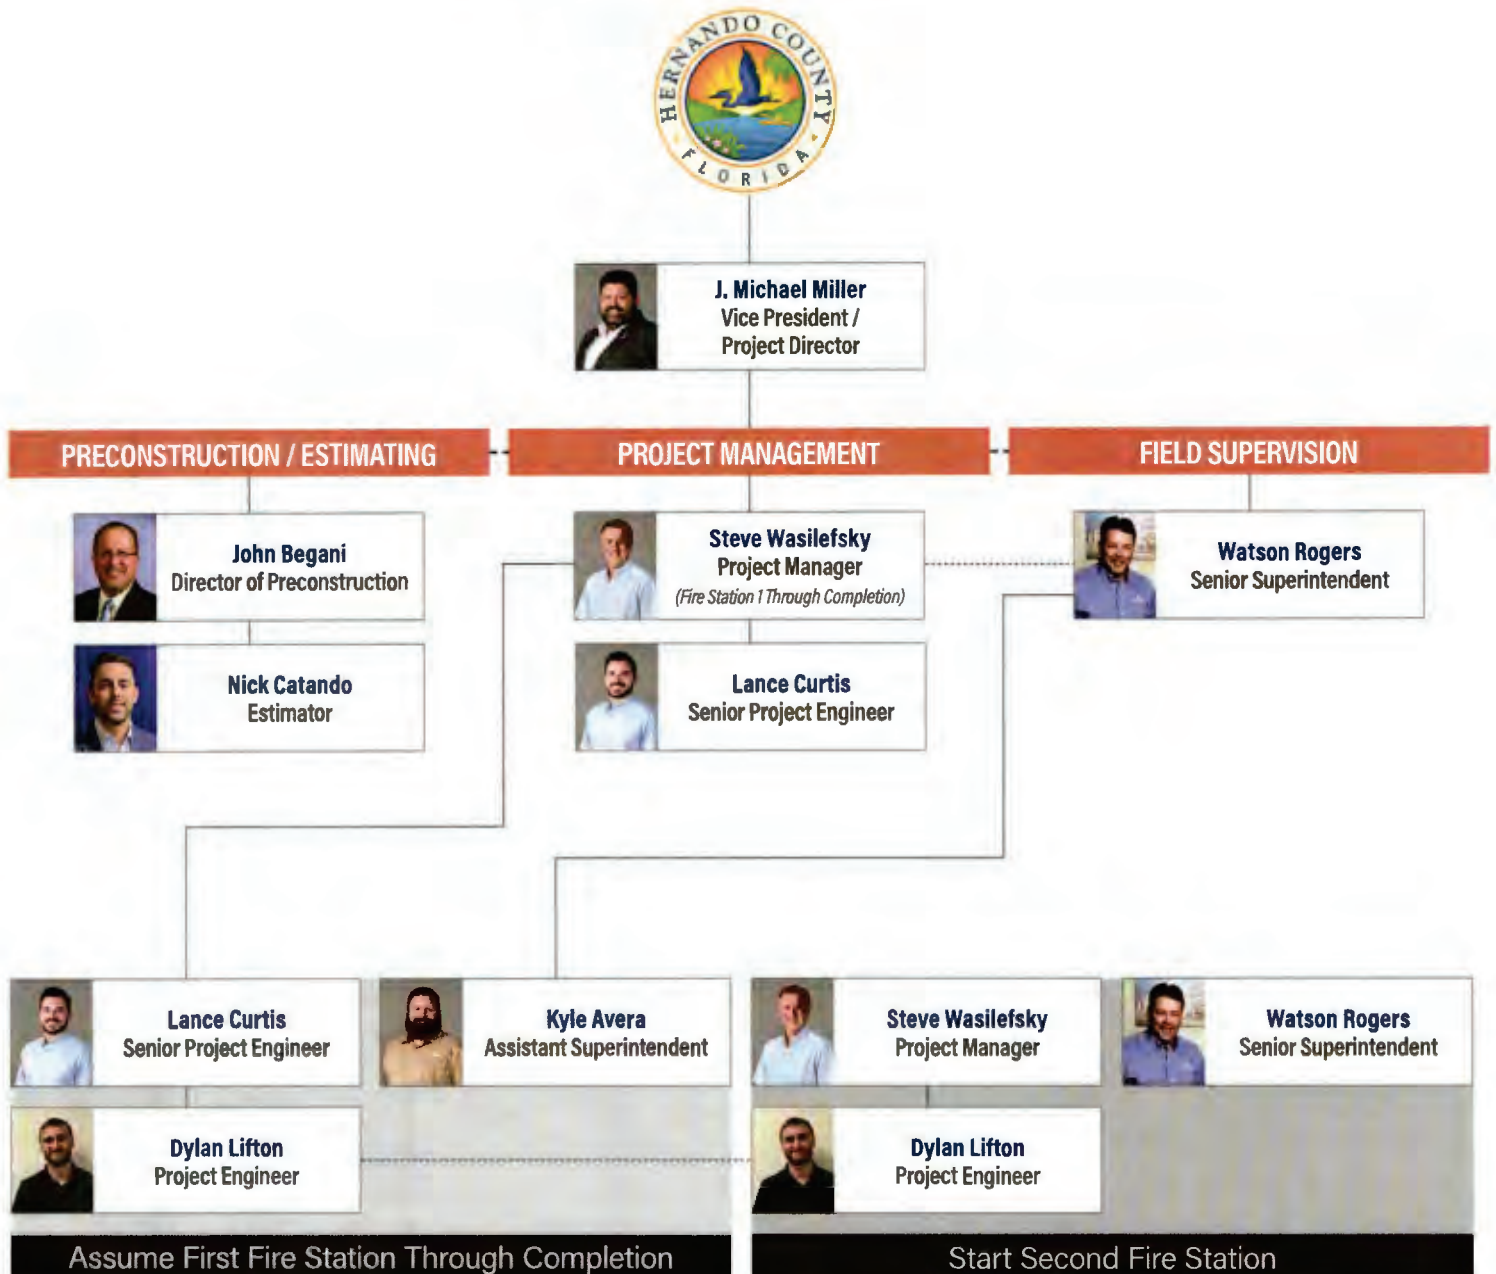 HERNANDO COUNTY
FLORIDA
J. Michael Miller
Vice President /
Project Director
PRECONSTRUCTION / ESTIMATING
PROJECT MANAGEMENT
FIELD SUPERVISION
John Begani
Director of Preconstruction
Nick Catando
Estimator
Steve Wasilefsky
Project Manager
(Fire Station 1 Through Completion)
Lance Curtis
Senior Project Engineer
Watson Rogers
Senior Superintendent
Lance Curtis
Senior Project Engineer
Kyle Avera
Assistant Superintendent
Dylan Lifton
Project Engineer
Assume First Fire Station Through Completion
Steve Wasilefsky
Project Manager
Watson Rogers
Senior Superintendent
Dylan Lifton
Project Engineer
Start Second Fire Station